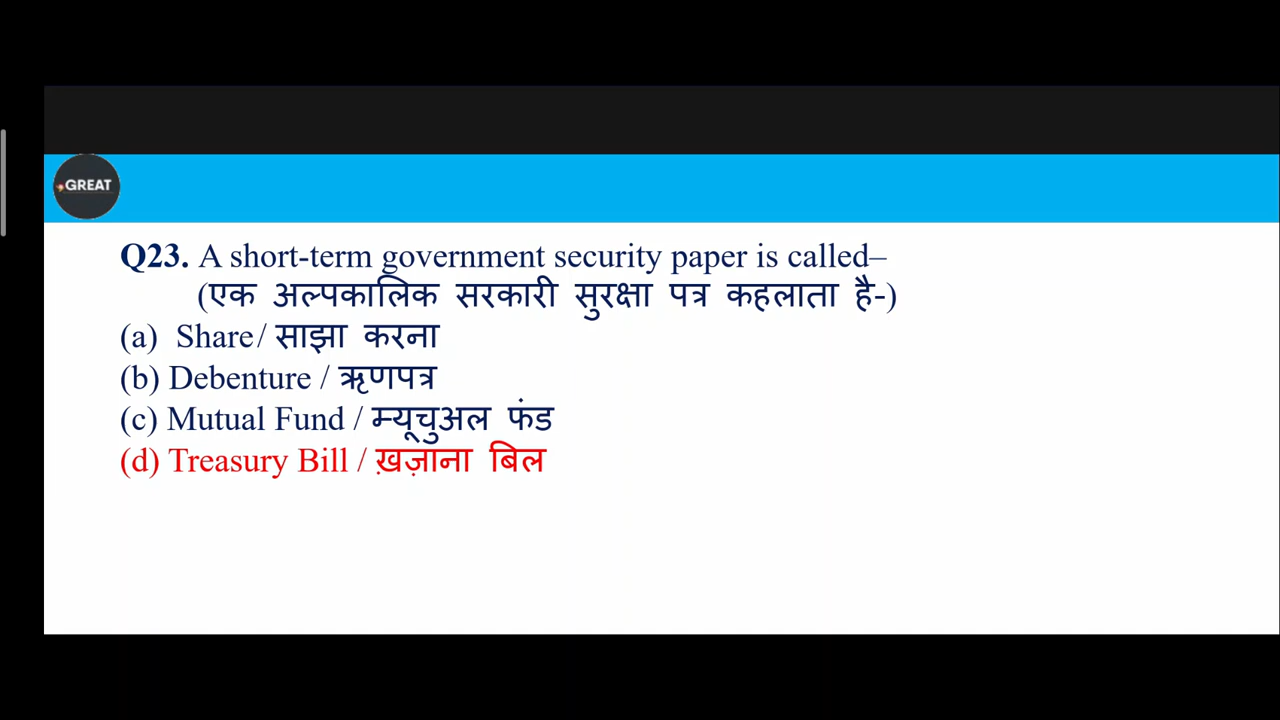 GREAT
Q23. A short-term government security paper is called–
(एक अल्पकालिक सरकारी सुरक्षा पत्र कहलाता है-)
(a) Share/ साझा करना
(b) Debenture / ऋणपत्र
(c) Mutual Fund / म्यूचुअल फंड
(d) Treasury Bill / ख़ज़ाना बिल